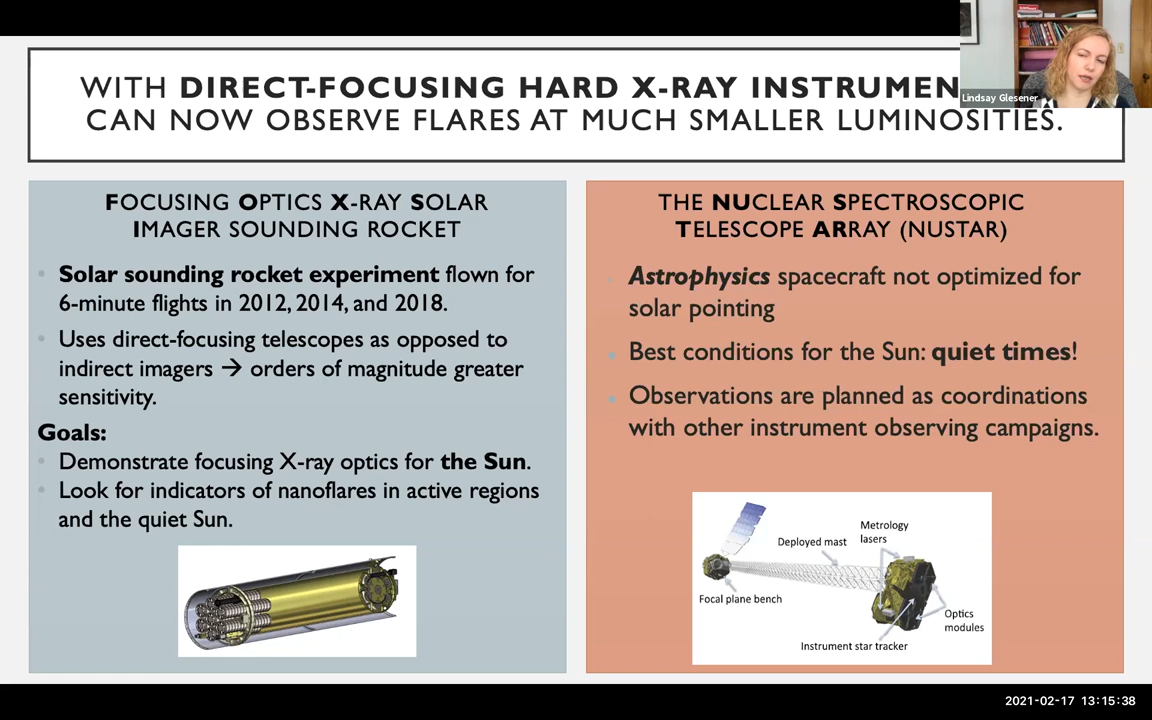 WITH DIRECT-FOCUSING HARD X-RAY INSTRUMEN
CAN NOW OBSERVE FLARES AT MUCH SMALLER LUMINOSITIES.
Lindsay Glesener
FOCUSING OPTICS X-RAY SOLAR
IMAGER SOUNDING ROCKET
Solar sounding rocket experiment flown for
6-minute flights in 2012, 2014, and 2018.
Uses direct-focusing telescopes as opposed to
indirect imagers → orders of magnitude greater
sensitivity.
Goals:
Demonstrate focusing X-ray optics for the Sun.
Look for indicators of nanoflares in active regions
and the quiet Sun.
THE NUCLEAR SPECTROSCOPIC
TELESCOPE ARRAY (NUSTAR)
Astrophysics spacecraft not optimized for
solar pointing
Best conditions for the Sun: quiet times!
Observations are planned as coordinations
with other instrument observing campaigns.
Metrology
lasers
Deployed mast
Focal plane bench
Optics
modules
Instrument star tracker
2021-02-17 13:15:38